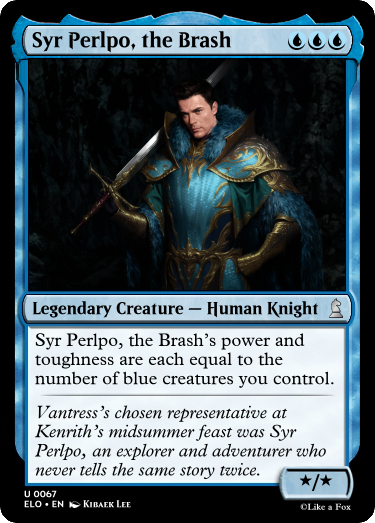 Syr Perlpo, the Brash
Legendary Creature — Human Knight
Syr Perlpo, the Brash's power and
toughness are each equal to the
number of blue creatures you control.
Vantress's chosen representative at
Kenrith's midsummer feast was Syr
Perlpo, an explorer and adventurer who
never tells the same story twice.
★/★
U 0067
ELO • EN Kibaek Lee
©Like a Fox